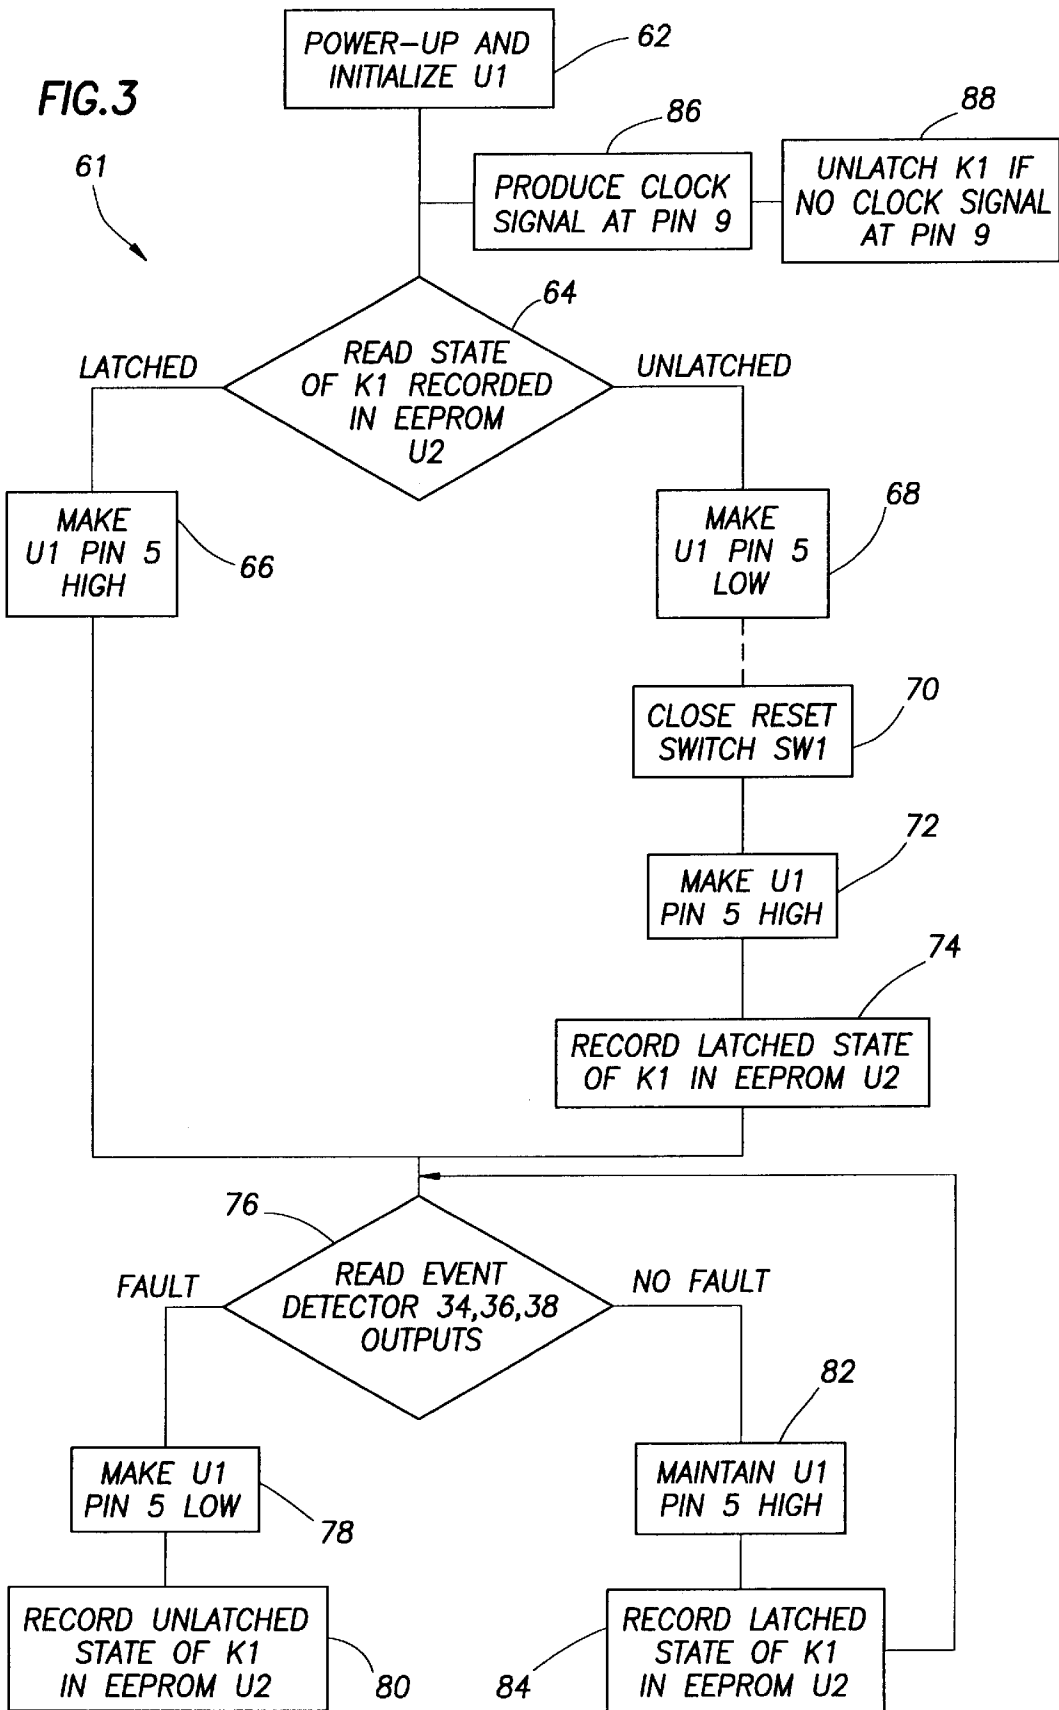 FIG.3
61
POWER-UP AND
INITIALIZE U1
62
86
PRODUCE CLOCK
SIGNAL AT PIN 9
88
UNLATCH K1 IF
NO CLOCK SIGNAL
AT PIN 9
64
READ STATE
OF K1 RECORDED
IN EEPROM
U2
LATCHED
UNLATCHED
MAKE
U1 PIN 5
HIGH
66
68
MAKE
U1 PIN 5
LOW
70
CLOSE RESET
SWITCH SW1
72
MAKE U1
PIN 5 HIGH
74
RECORD LATCHED STATE
OF K1 IN EEPROM U2
76
READ EVENT
DETECTOR 34,36,38
OUTPUTS
FAULT
NO FAULT
MAKE U1
PIN 5 LOW
78
82
MAINTAIN U1
PIN 5 HIGH
RECORD UNLATCHED
STATE OF K1
IN EEPROM U2
80
84
RECORD LATCHED
STATE OF K1
IN EEPROM U2